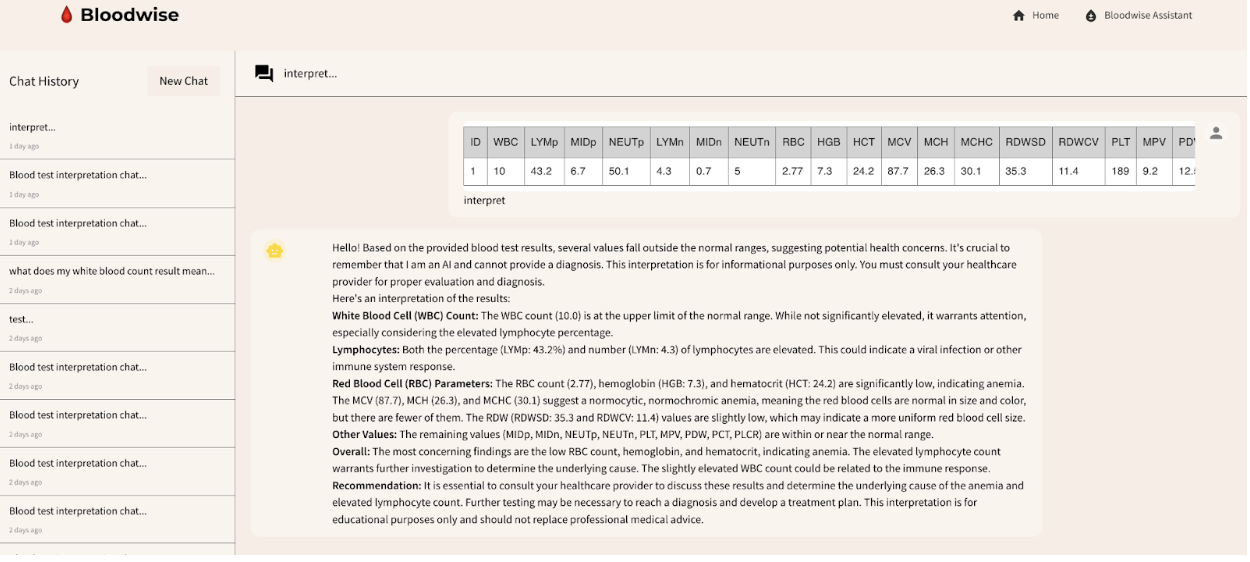 Bloodwise
Home
Bloodwise Assistant
Chat History
New Chat
interpret...
1 day ago
Blood test interpretation chat...
1 day ago
Blood test interpretation chat...
1 day ago
what does my white blood count result mean...
2 days ago
test...
2 days ago
Blood test interpretation chat...
2 days ago
Blood test interpretation chat...
2 days ago
Blood test interpretation chat...
2 days ago
Blood test interpretation chat...
2 days ago
interpret...
ID WBC LYMp MIDp NEUTp LYMn MIDn NEUTn RBC HGB HCT MCV MCH MCHC RDWSD RDWCV PLT MPV PD
1 10 43.2 6.7 50.1 4.3 0.7 5 2.77 7.3 24.2 87.7 26.3 30.1 35.3 11.4 189 9.2 12.
interpret
Hello! Based on the provided blood test results, several values fall outside the normal ranges, suggesting potential health concerns. It's crucial to
remember that I am an AI and cannot provide a diagnosis. This interpretation is for informational purposes only. You must consult your healthcare
provider for proper evaluation and diagnosis.
Here's an interpretation of the results:
White Blood Cell (WBC) Count: The WBC count (10.0) is at the upper limit of the normal range. While not significantly elevated, it warrants attention,
especially considering the elevated lymphocyte percentage.
Lymphocytes: Both the percentage (LYMp: 43.2%) and number (LYMn: 4.3) of lymphocytes are elevated. This could indicate a viral infection or other
immune system response.
Red Blood Cell (RBC) Parameters: The RBC count (2.77), hemoglobin (HGB: 7.3), and hematocrit (HCT: 24.2) are significantly low, indicating anemia.
The MCV (87.7), MCH (26.3), and MCHC (30.1) suggest a normocytic, normochromic anemia, meaning the red blood cells are normal in size and color,
but there are fewer of them. The RDW (RDWSD: 35.3 and RDWCV: 11.4) values are slightly low, which may indicate a more uniform red blood cell size.
Other Values: The remaining values (MIDp, MIDn, NEUTp, NEUTn, PLT, MPV, PDW, PCT, PLCR) are within or near the normal range.
Overall: The most concerning findings are the low RBC count, hemoglobin, and hematocrit, indicating anemia. The elevated lymphocyte count
warrants further investigation to determine the underlying cause. The slightly elevated WBC count could be related to the immune response.
Recommendation: It is essential to consult your healthcare provider to discuss these results and determine the underlying cause of the anemia and
elevated lymphocyte count. Further testing may be necessary to reach a diagnosis and develop a treatment plan. This interpretation is for
educational purposes only and should not replace professional medical advice.